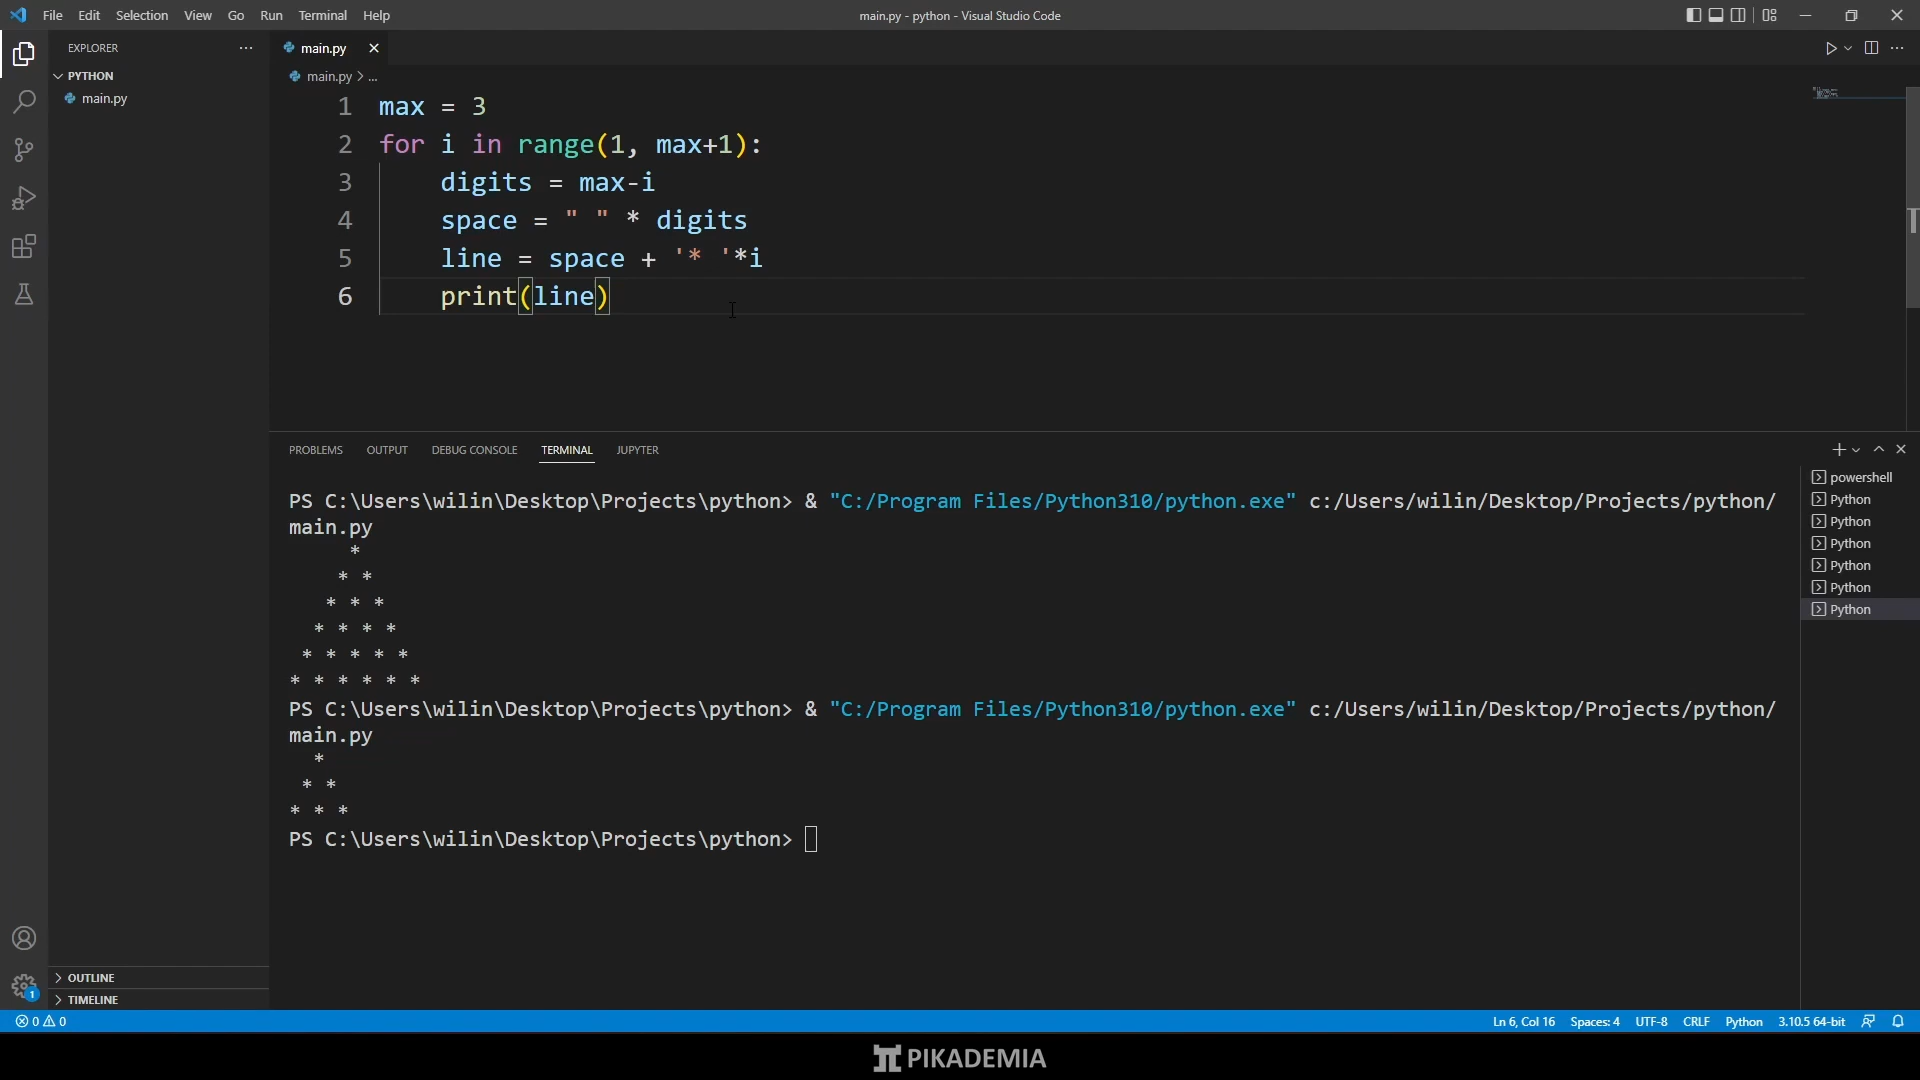 File Edit Selection View Go Run Terminal Help
main.py - python - Visual Studio Code
EXPLORER
PYTHON
main.py
main.py
main.py > ...
1 max = 3
2 for i in range(1, max+1):
3     digits = max-i
4     space = " " * digits
5     line = space + '* '*i
6     print(line)
PROBLEMS OUTPUT DEBUG CONSOLE TERMINAL JUPYTER
PS C:\Users\wilin\Desktop\Projects\python> & "C:/Program Files/Python310/python.exe" c:/Users/wilin/Desktop/Projects/python/
main.py
     *
    * *
   * * *
  * * * *
 * * * * *
* * * * * *
PS C:\Users\wilin\Desktop\Projects\python> & "C:/Program Files/Python310/python.exe" c:/Users/wilin/Desktop/Projects/python/
main.py
  *
 * *
* * *
PS C:\Users\wilin\Desktop\Projects\python>
powershell
Python
Python
Python
Python
Python
Python
OUTLINE
TIMELINE
1
0 0
Ln 6, Col 16 Spaces: 4 UTF-8 CRLF Python 3.10.5 64-bit
PIKADEMIA